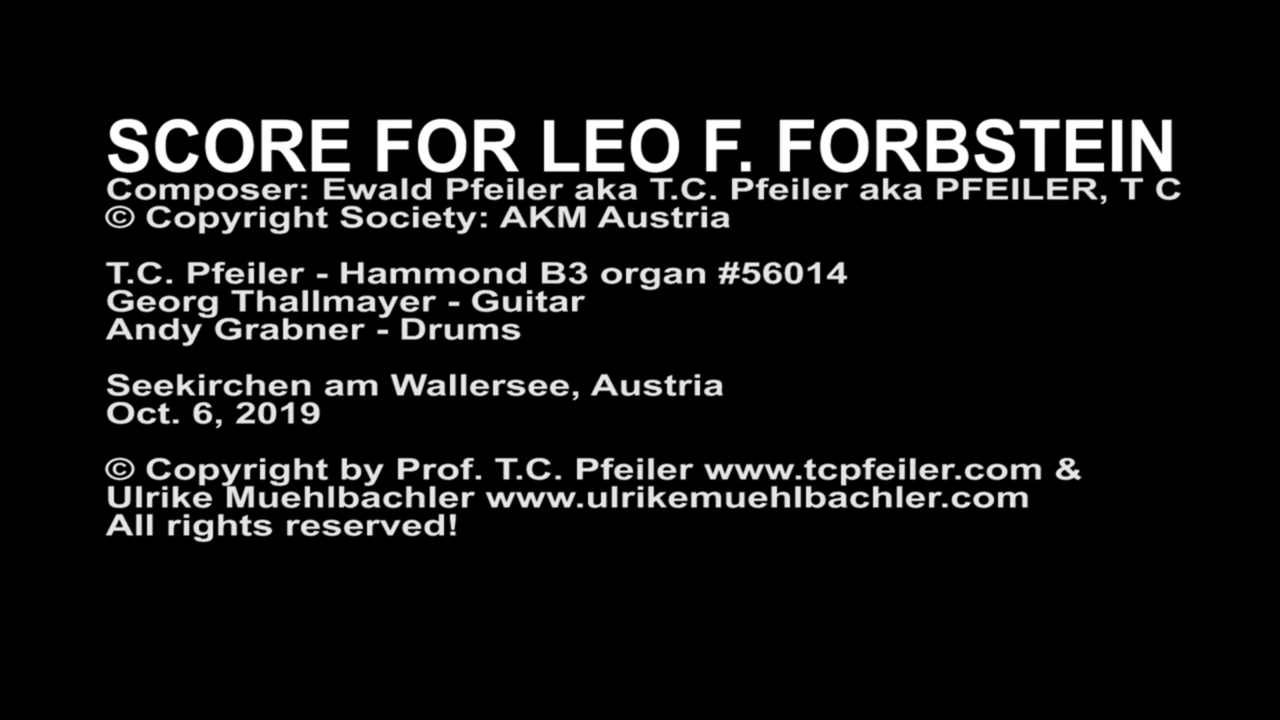 SCORE FOR LEO F. FORBSTEIN
Composer: Ewald Pfeiler aka T.C. Pfeiler aka PFEILER, T C
© Copyright Society: AKM Austria
T.C. Pfeiler - Hammond B3 organ #56014
Georg Thallmayer - Guitar
Andy Grabner - Drums
Seekirchen am Wallersee, Austria
Oct. 6, 2019
© Copyright by Prof. T.C. Pfeiler www.tcpfeiler.com &
Ulrike Muehlbachler www.ulrikemuehlbachler.com
All rights reserved!